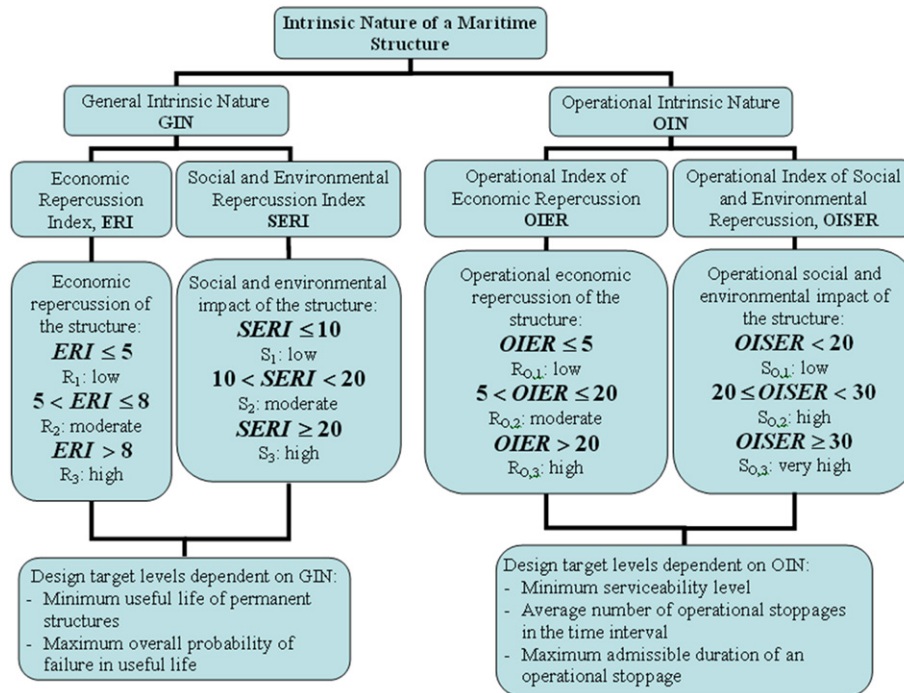 Intrinsic Nature of a Maritime
Structure
General Intrinsic Nature
GIN
Operational Intrinsic Nature
OIN
Economic
Repercussion
Index, ERI
Social and Environmental
Repercussion Index
SERI
Operational Index of
Economic Repercussion
OIER
Operational Index of Social
and Environmental
Repercussion, OISER
Economic
repercussion of
the structure:
ERI ≤ 5
R₁: low
5 < ERI ≤ 8
R₂: moderate
ERI > 8
R₃: high
Social and environmental
impact of the structure:
SERI ≤ 10
S₁: low
10 < SERI < 20
S₂: moderate
SERI ≥ 20
S₃: high
Operational economic
repercussion of the
structure:
OIER ≤ 5
R_O,1: low
5 < OIER ≤ 20
R_O,2: moderate
OIER > 20
R_O,3: high
Operational social and
environmental impact of
the structure:
OISER < 20
S_O,1: low
20 ≤ OISER < 30
S_O,2: high
OISER ≥ 30
S_O,3: very high
Design target levels dependent on GIN:
- Minimum useful life of permanent
structures
- Maximum overall probability of
failure in useful life
Design target levels dependent on OIN:
- Minimum serviceability level
- Average number of operational stoppages
in the time interval
- Maximum admissible duration of an
operational stoppage